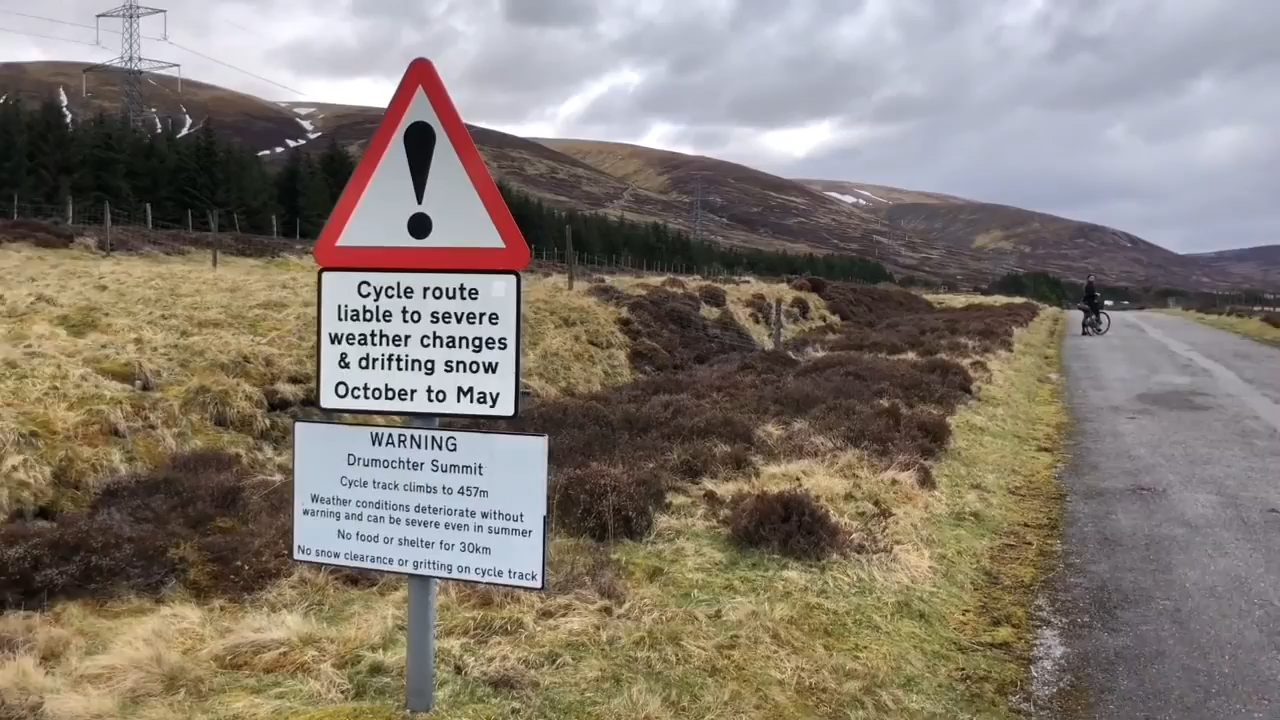 !
Cycle route
liable to severe
weather changes
& drifting snow
October to May
WARNING
Drumochter Summit
Cycle track climbs to 457m
Weather conditions deteriorate without
warning and can be severe even in summer
No food or shelter for 30km
No snow clearance or gritting on cycle track